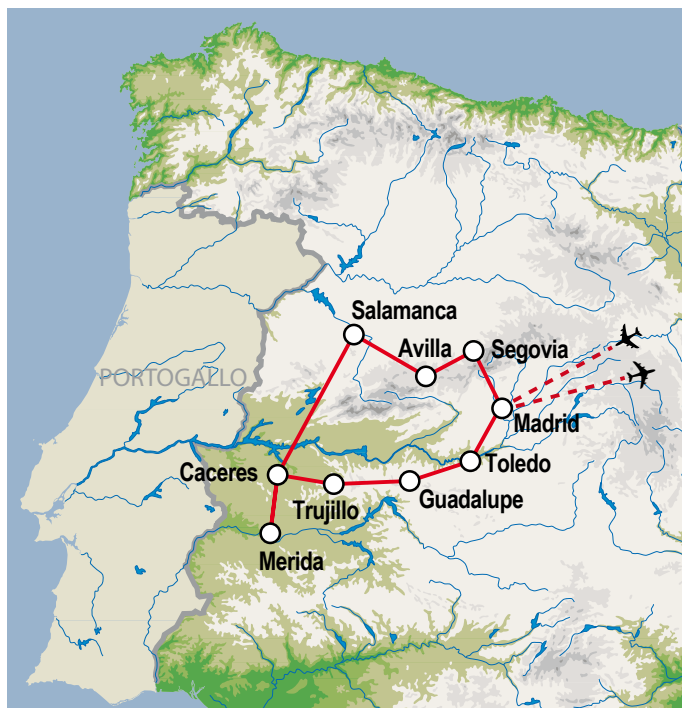 Salamanca
Avilla
Segovia
PORTOGALLO
Madrid
Toledo
Caceres
Guadalupe
Trujillo
Merida